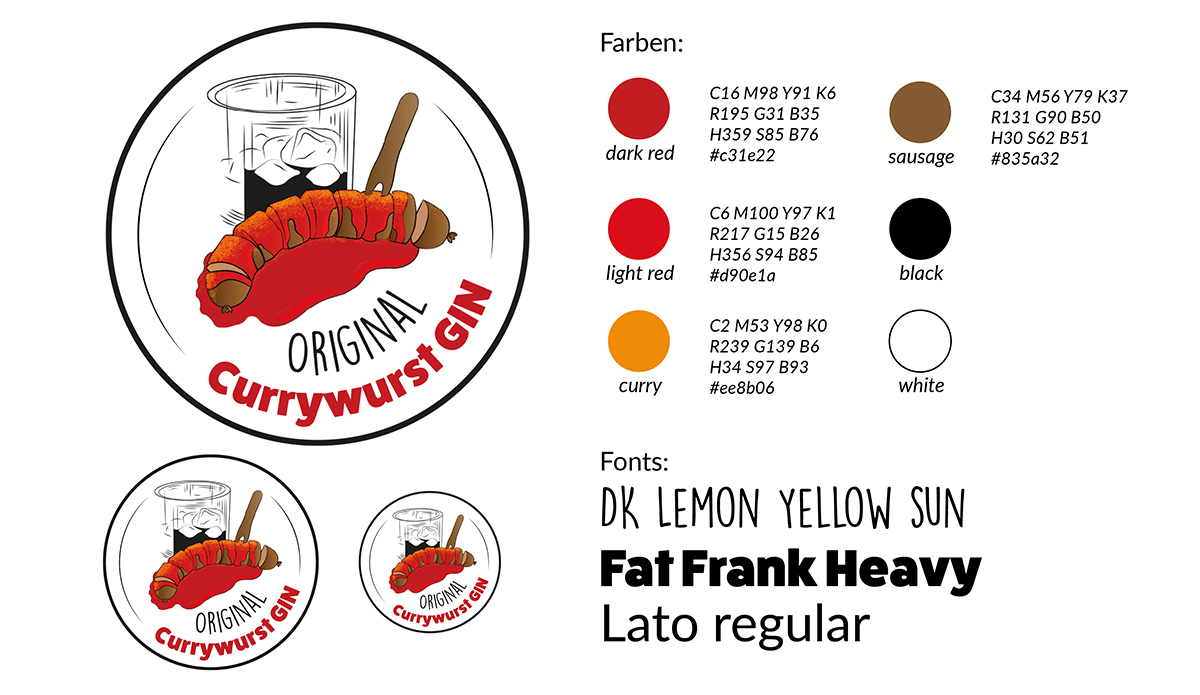 ORIGINAL
Currywurst GIN
ORIGINAL
Currywurst GIN
ORIGINAL
Currywurst GIN
Farben:
C16 M98 Y91 K6
R195 G31 B35
H359 S85 B76
#c31e22
dark red
C34 M56 Y79 K37
R131 G90 B50
H30 S62 B51
#835a32
sausage
C6 M100 Y97 K1
R217 G15 B26
H356 S94 B85
#d90e1a
light red
black
C2 M53 Y98 K0
R239 G139 B6
H34 S97 B93
#ee8b06
curry
white
Fonts:
DK LEMON YELLOW SUN
Fat Frank Heavy
Lato regular